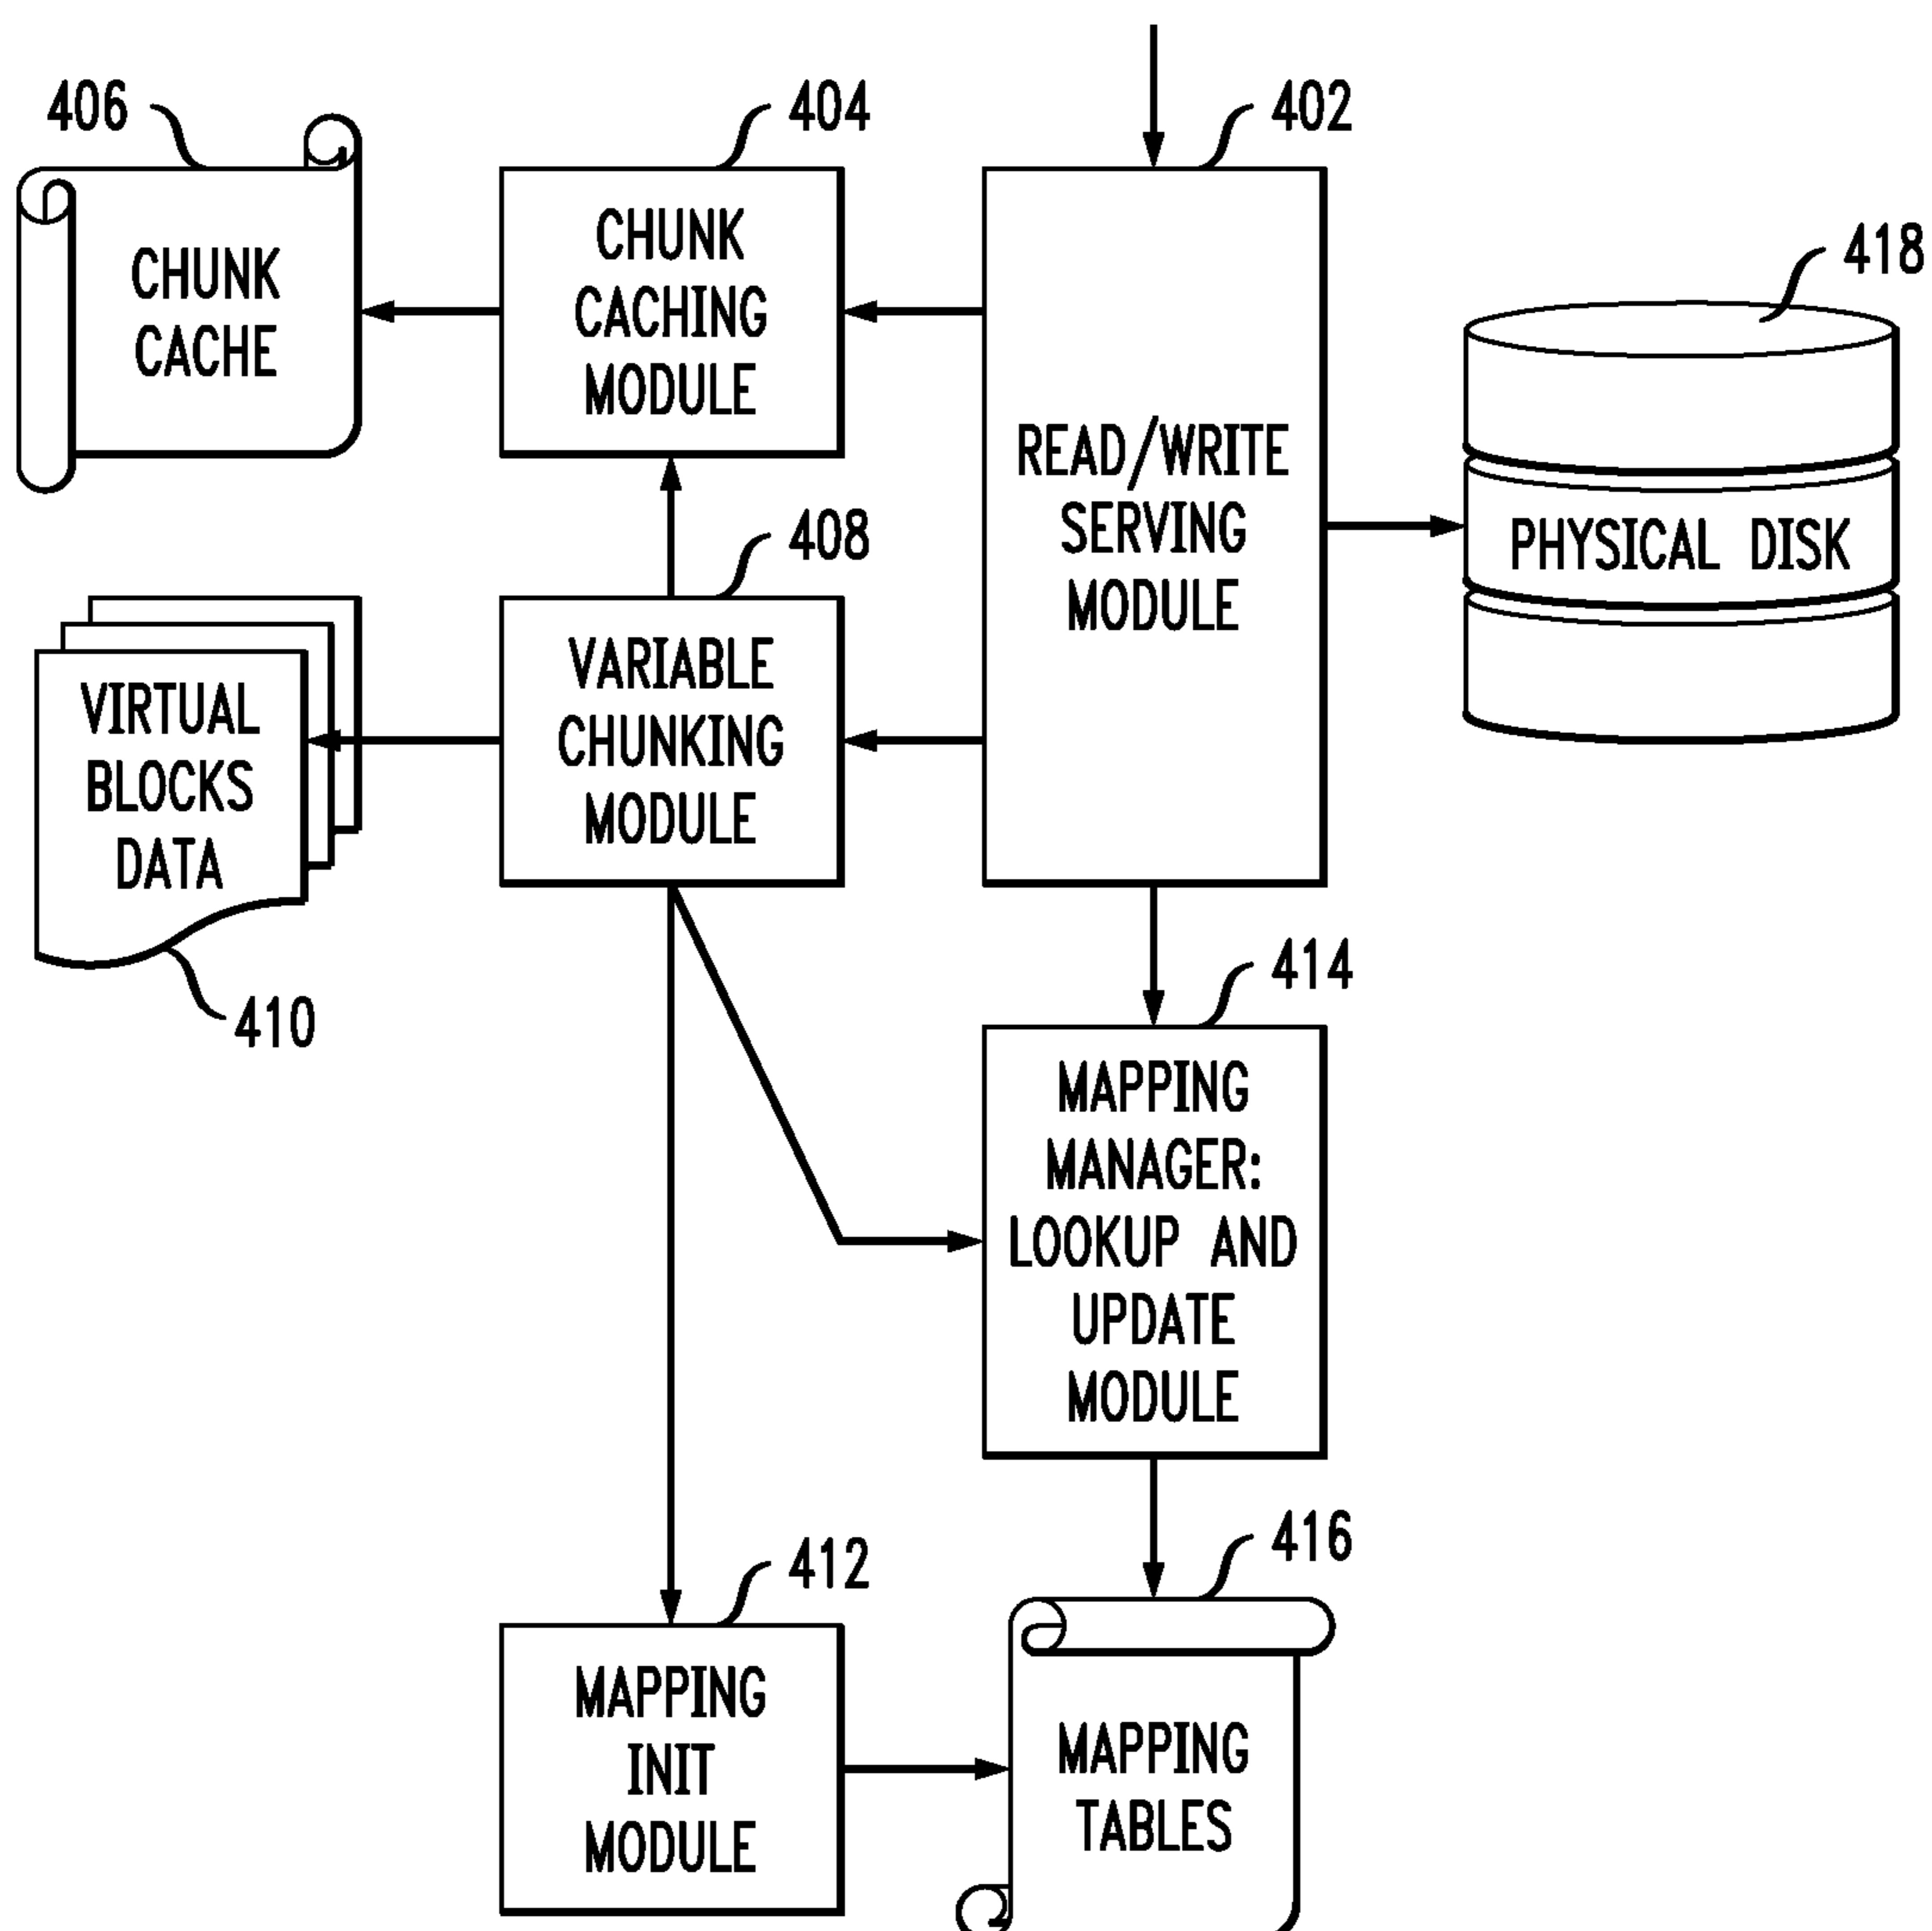 406
404
402
418
CHUNK
CACHE
CHUNK
CACHING
MODULE
READ/WRITE
SERVING
MODULE
PHYSICAL DISK
408
VIRTUAL
BLOCKS
DATA
VARIABLE
CHUNKING
MODULE
410
414
MAPPING
MANAGER:
LOOKUP AND
UPDATE
MODULE
412
416
MAPPING
INIT
MODULE
MAPPING
TABLES